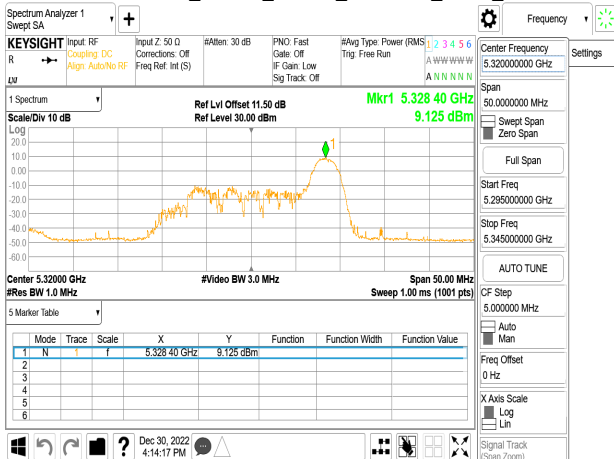 Spectrum Analyzer 1
Swept SA
Frequency
Settings
KEYSIGHT
R
Input: RF
Coupling: DC
Align: Auto/No RF
Input Z: 50 Ω
Corrections: Off
Freq Ref: Int (S)
#Atten: 30 dB
PNO: Fast
Gate: Off
IF Gain: Low
Sig Track: Off
#Avg Type: Power (RMS
Trig: Free Run
1 2 3 4 5 6
A W W W W W
A N N N N N
1 Spectrum
Scale/Div 10 dB
Log
Ref Lvl Offset 11.50 dB
Ref Level 30.00 dBm
Mkr1 5.328 40 GHz
9.125 dBm
1
20.0
10.0
0.00
-10.0
-20.0
-30.0
-40.0
-50.0
-60.0
Center 5.32000 GHz
#Res BW 1.0 MHz
#Video BW 3.0 MHz
Span 50.00 MHz
Sweep 1.00 ms (1001 pts)
5 Marker Table
Mode Trace Scale X Y Function Function Width Function Value
1 N 1 f 5.328 40 GHz 9.125 dBm
2
3
4
5
6
Dec 30, 2022
4:14:17 PM
?
Center Frequency
5.320000000 GHz
Span
50.0000000 MHz
Swept Span
Zero Span
Full Span
Start Freq
5.295000000 GHz
Stop Freq
5.345000000 GHz
AUTO TUNE
CF Step
5.000000 MHz
Auto
Man
Freq Offset
0 Hz
X Axis Scale
Log
Lin
Signal Track
(Span Zoom)